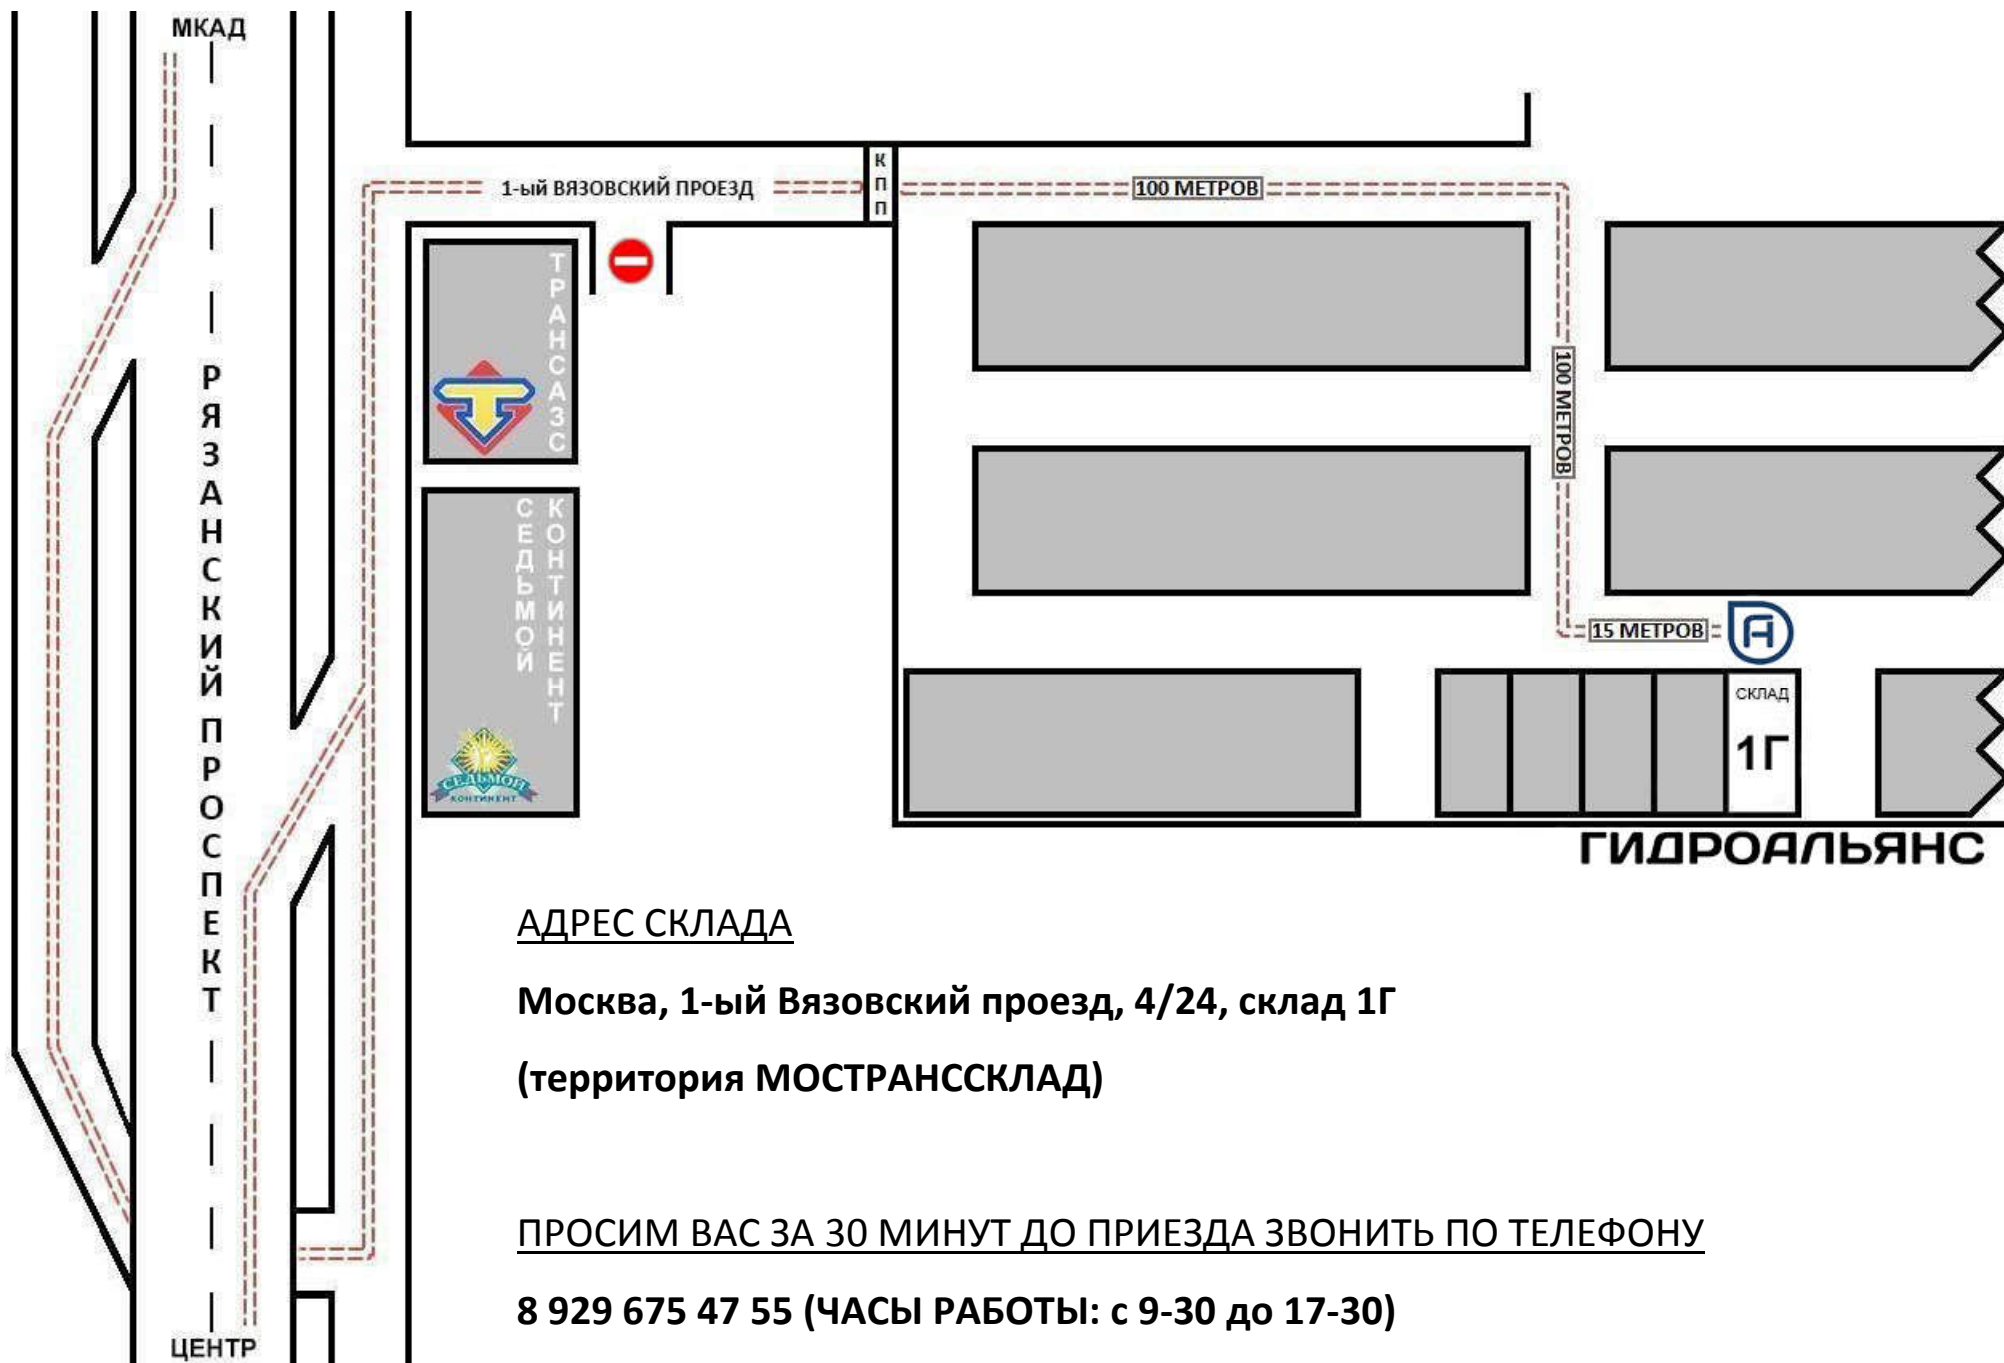 МКАД
1-ый ВЯЗОВСКИЙ ПРОЕЗД
КПП
100 МЕТРОВ
ТРАНСАЗС
100 МЕТРОВ
РЯЗАНСКИЙ ПРОСПЕКТ
СЕДЬМОЙ
КОНТИНЕНТ
15 МЕТРОВ
СКЛАД
1Г
СЕДЬМОЙ
КОНТИНЕНТ
ГИДРОАЛЬЯНС
АДРЕС СКЛАДА
Москва, 1-ый Вязовский проезд, 4/24, склад 1Г
(территория МОСТРАНССКЛАД)
ПРОСИМ ВАС ЗА 30 МИНУТ ДО ПРИЕЗДА ЗВОНИТЬ ПО ТЕЛЕФОНУ
8 929 675 47 55 (ЧАСЫ РАБОТЫ: с 9-30 до 17-30)
ЦЕНТР